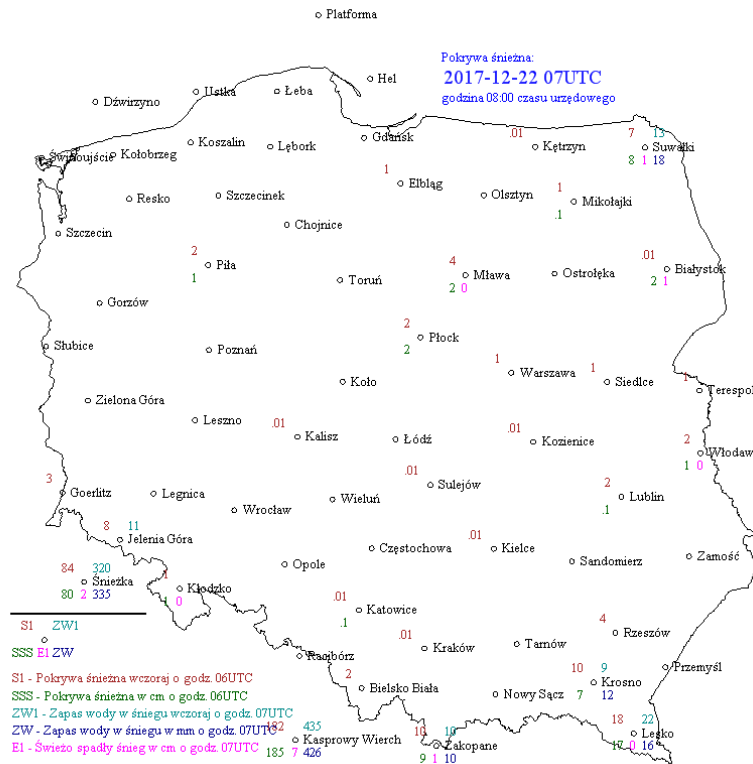 Platforma
Pokrywa śnieżna:
2017-12-22 07UTC
godzina 08:00 czasu urzędowego
Hel
Ustka
Łeba
Dźwirzyno
Gdańsk
.01
7 13
Koszalin
Lębork
Kętrzyn
Suwałki
Świnoujście
Kołobrzeg
8 1 18
1
Elbląg
1
Resko
Szczecinek
Olsztyn
Mikołajki
.1
Szczecin
Chojnice
2
4
.01
Piła
Toruń
Mława
Ostrołęka
Białystok
1
2 0
2 1
Gorzów
2
Płock
Słubice
Poznań
2
1
1
1
Koło
Warszawa
Siedlce
Terespol
Zielona Góra
Leszno
.01
.01
2
Kalisz
Łódź
Kozienice
Włodaw
1 0
3
.01
2
Goerlitz
Legnica
Wieluń
Sulejów
Lublin
.1
Wrocław
8 11
Jelenia Góra
.01
Częstochowa
Kielce
Sandomierz
Zamość
84 320
Opole
1
Śnieżka
Kłodzko
80 2 335
1 0
.01
Katowice
.1
S1 ZW1
4
Rzeszów
SSS E1 ZW
.01
Kraków
Tarnów
Racibórz
S1 - Pokrywa śnieżna wczoraj o godz. 06UTC
2
10 9
Przemyśl
Bielsko Biała
Krosno
SSS - Pokrywa śnieżna w cm o godz. 06UTC
Nowy Sącz
7 12
ZW1 - Zapas wody w śniegu wczoraj o godz. 07UTC
ZW - Zapas wody w mm o godz. 07UTC
182 435
10 10
18 22
Kasprowy Wierch
Zakopane
Lesko
E1 - Świeżo spadły śnieg w cm o godz. 07UTC
185 7 426
9 1 10
17 0 16